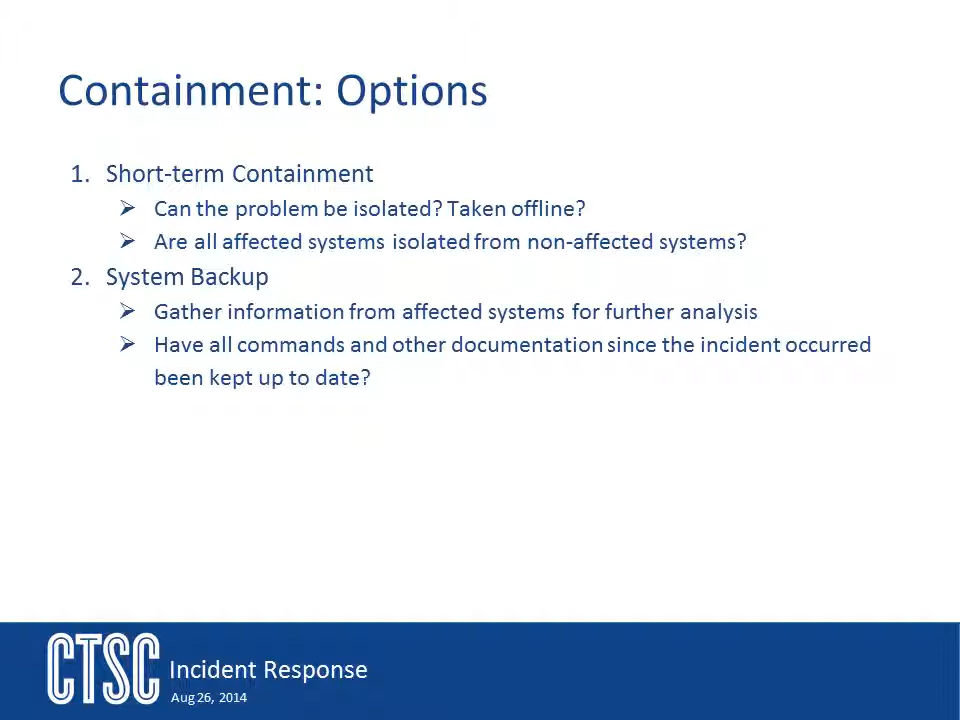 Containment: Options
1. Short-term Containment
➢ Can the problem be isolated? Taken offline?
➢ Are all affected systems isolated from non-affected systems?
2. System Backup
➢ Gather information from affected systems for further analysis
➢ Have all commands and other documentation since the incident occurred
been kept up to date?
CTSC
Incident Response
Aug 26, 2014